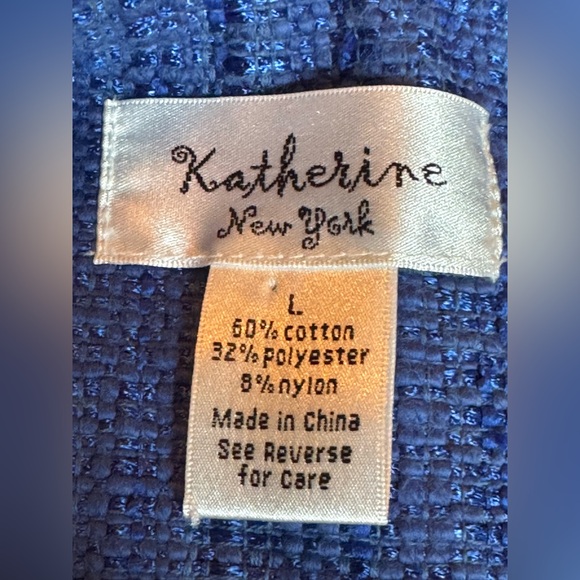 Katherine
New York
L
60% cotton
32% polyester
8% nylon
Made in China
See Reverse
for Care